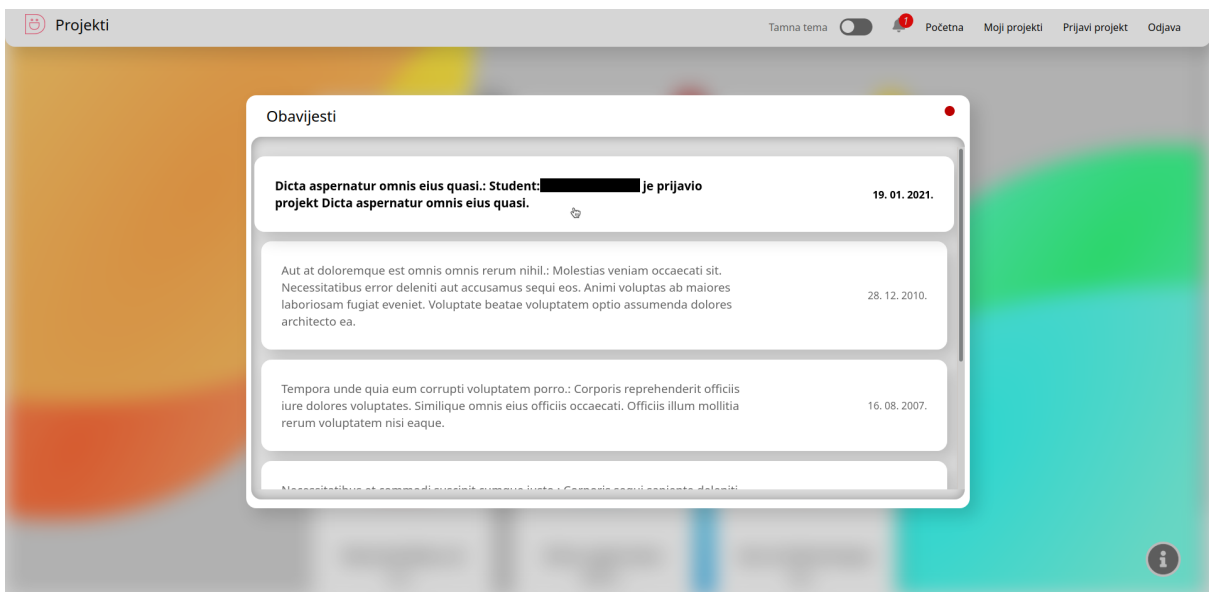 Projekti
Tamna tema
1
Početna
Moji projekti
Prijavi projekt
Odjava
Obavijesti
Dicta aspernatur omnis eius quasi.: Student: je prijavio
projekt Dicta aspernatur omnis eius quasi.
19. 01. 2021.
Aut at doloremque est omnis omnis rerum nihil.: Molestias veniam occaecati sit.
Necessitatibus error deleniti aut accusamus sequi eos. Animi voluptas ab maiores
laboriosam fugiat eveniet. Voluptate beatae voluptatem optio assumenda dolores
architecto ea.
28. 12. 2010.
Tempora unde quia eum corrupti voluptatem porro.: Corporis reprehenderit officiis
iure dolores voluptates. Similique omnis eius officiis occaecati. Officiis illum mollitia
rerum voluptatem nisi eaque.
16. 08. 2007.